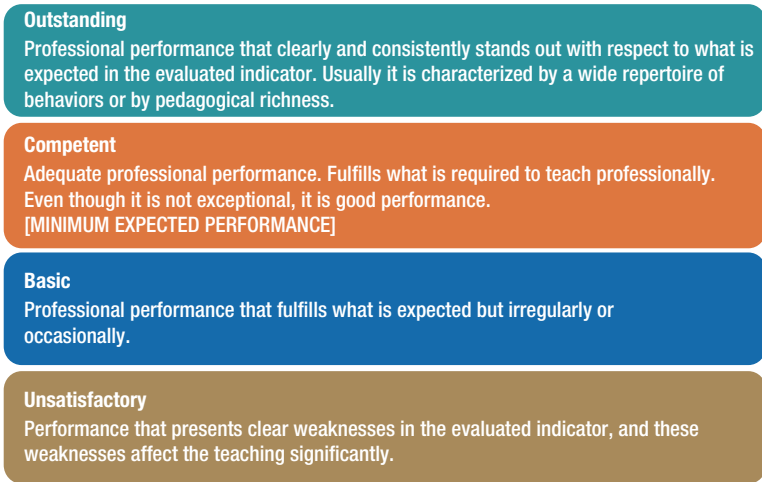 Outstanding
Professional performance that clearly and consistently stands out with respect to what is
expected in the evaluated indicator. Usually it is characterized by a wide repertoire of
behaviors or by pedagogical richness.
Competent
Adequate professional performance. Fulfills what is required to teach professionally.
Even though it is not exceptional, it is good performance.
[MINIMUM EXPECTED PERFORMANCE]
Basic
Professional performance that fulfills what is expected but irregularly or
occasionally.
Unsatisfactory
Performance that presents clear weaknesses in the evaluated indicator, and these
weaknesses affect the teaching significantly.